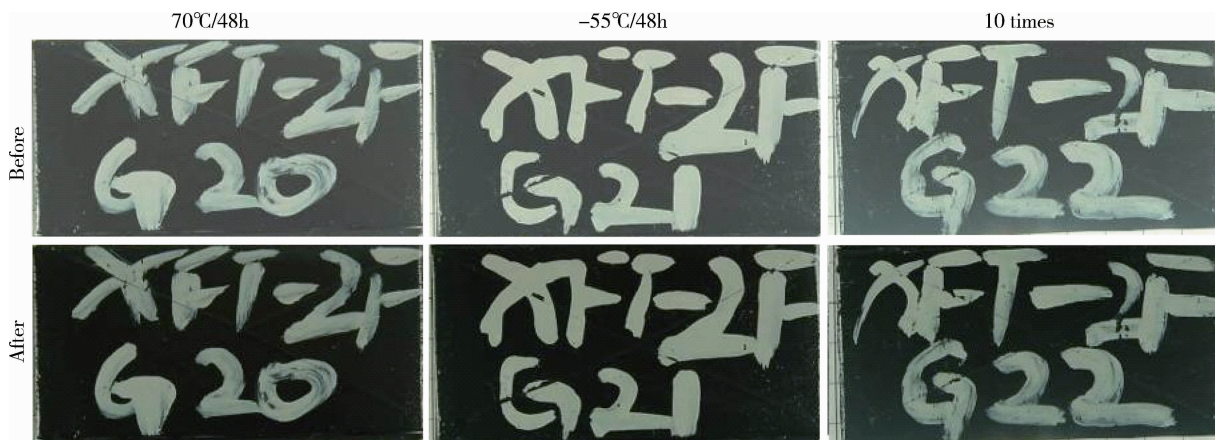 70℃/48h
−55℃/48h
10 times
Before
XFT-2F
G20
XFT-2F
G21
XFT-2F
G22
After
XFT-2F
G20
XFT-2F
G21
XFT-2F
G22